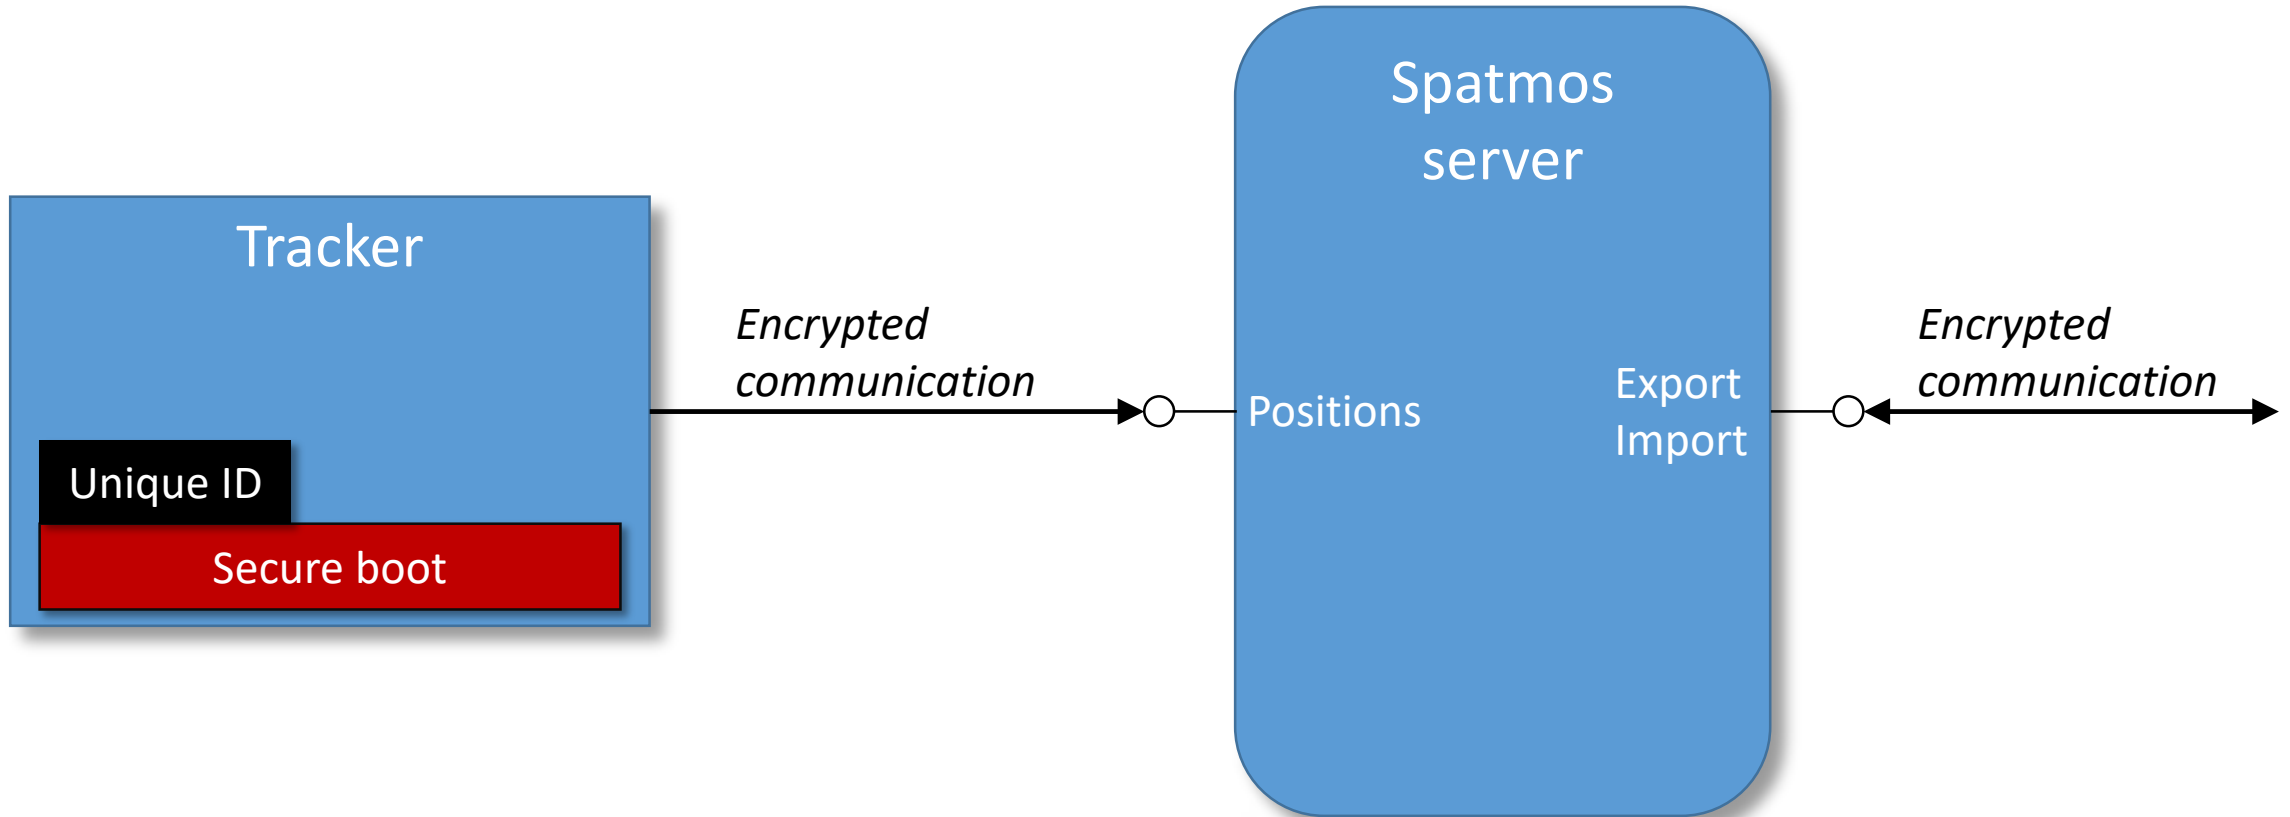 Tracker
Unique ID
Secure boot
Encrypted
communication
Spatmos
server
Positions
Export
Import
Encrypted
communication